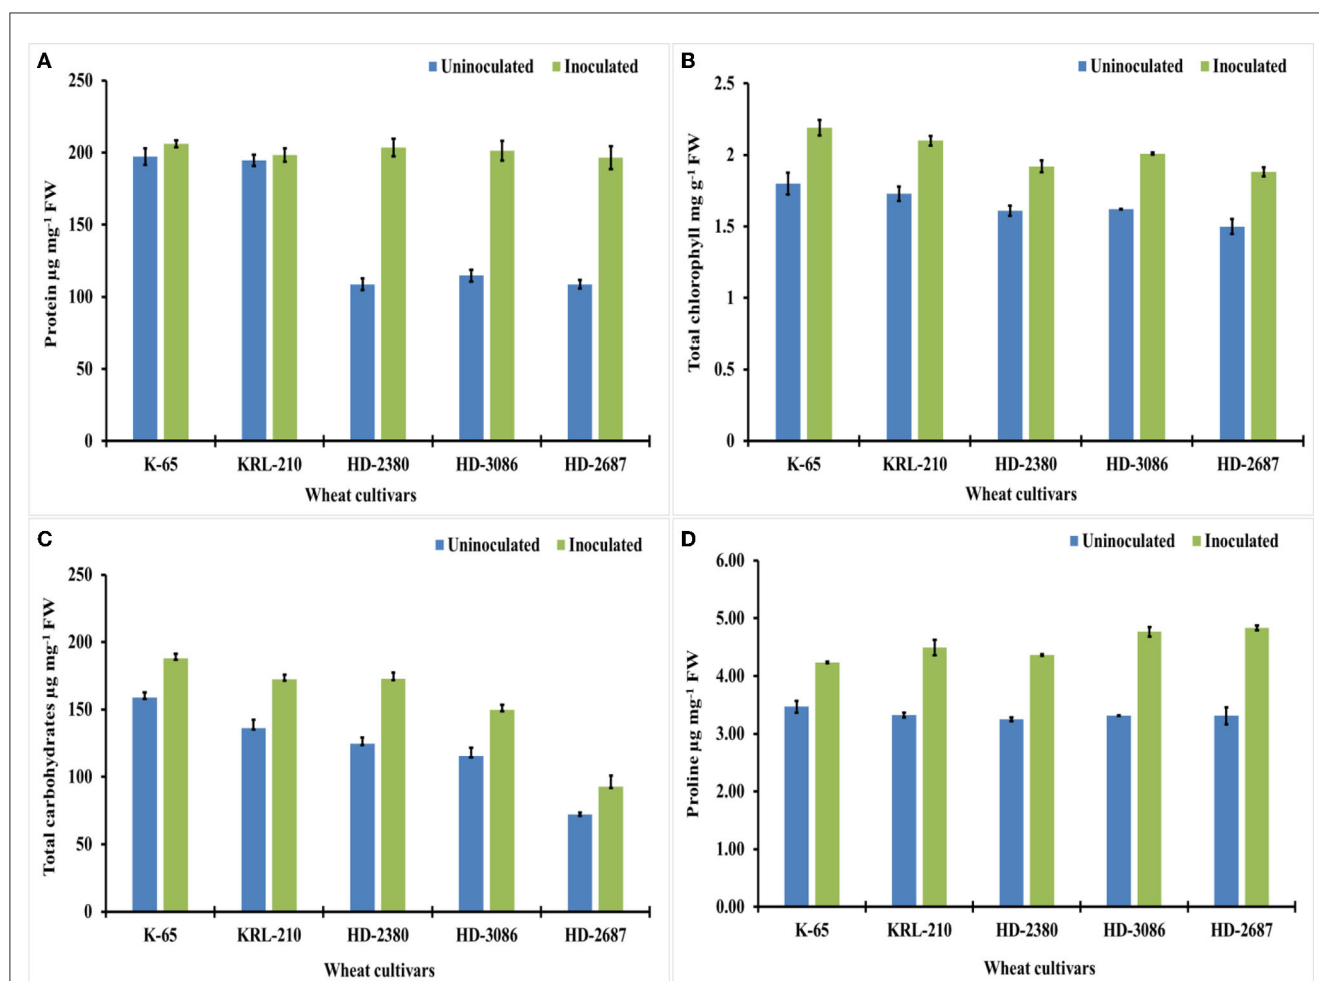 A
Uninoculated Inoculated
250
200
150
100
50
0
Protein µg mg⁻¹ FW
K-65 KRL-210 HD-2380 HD-3086 HD-2687
Wheat cultivars
B
Uninoculated Inoculated
2.5
2
1.5
1
0.5
0
Total chlorophyll mg g⁻¹ FW
K-65 KRL-210 HD-2380 HD-3086 HD-2687
Wheat cultivars
C
Uninoculated Inoculated
250
200
150
100
50
0
Total carbohydrates µg mg⁻¹ FW
K-65 KRL-210 HD-2380 HD-3086 HD-2687
Wheat cultivars
D
Uninoculated Inoculated
6.00
5.00
4.00
3.00
2.00
1.00
0.00
Proline µg mg⁻¹ FW
K-65 KRL-210 HD-2380 HD-3086 HD-2687
Wheat cultivars